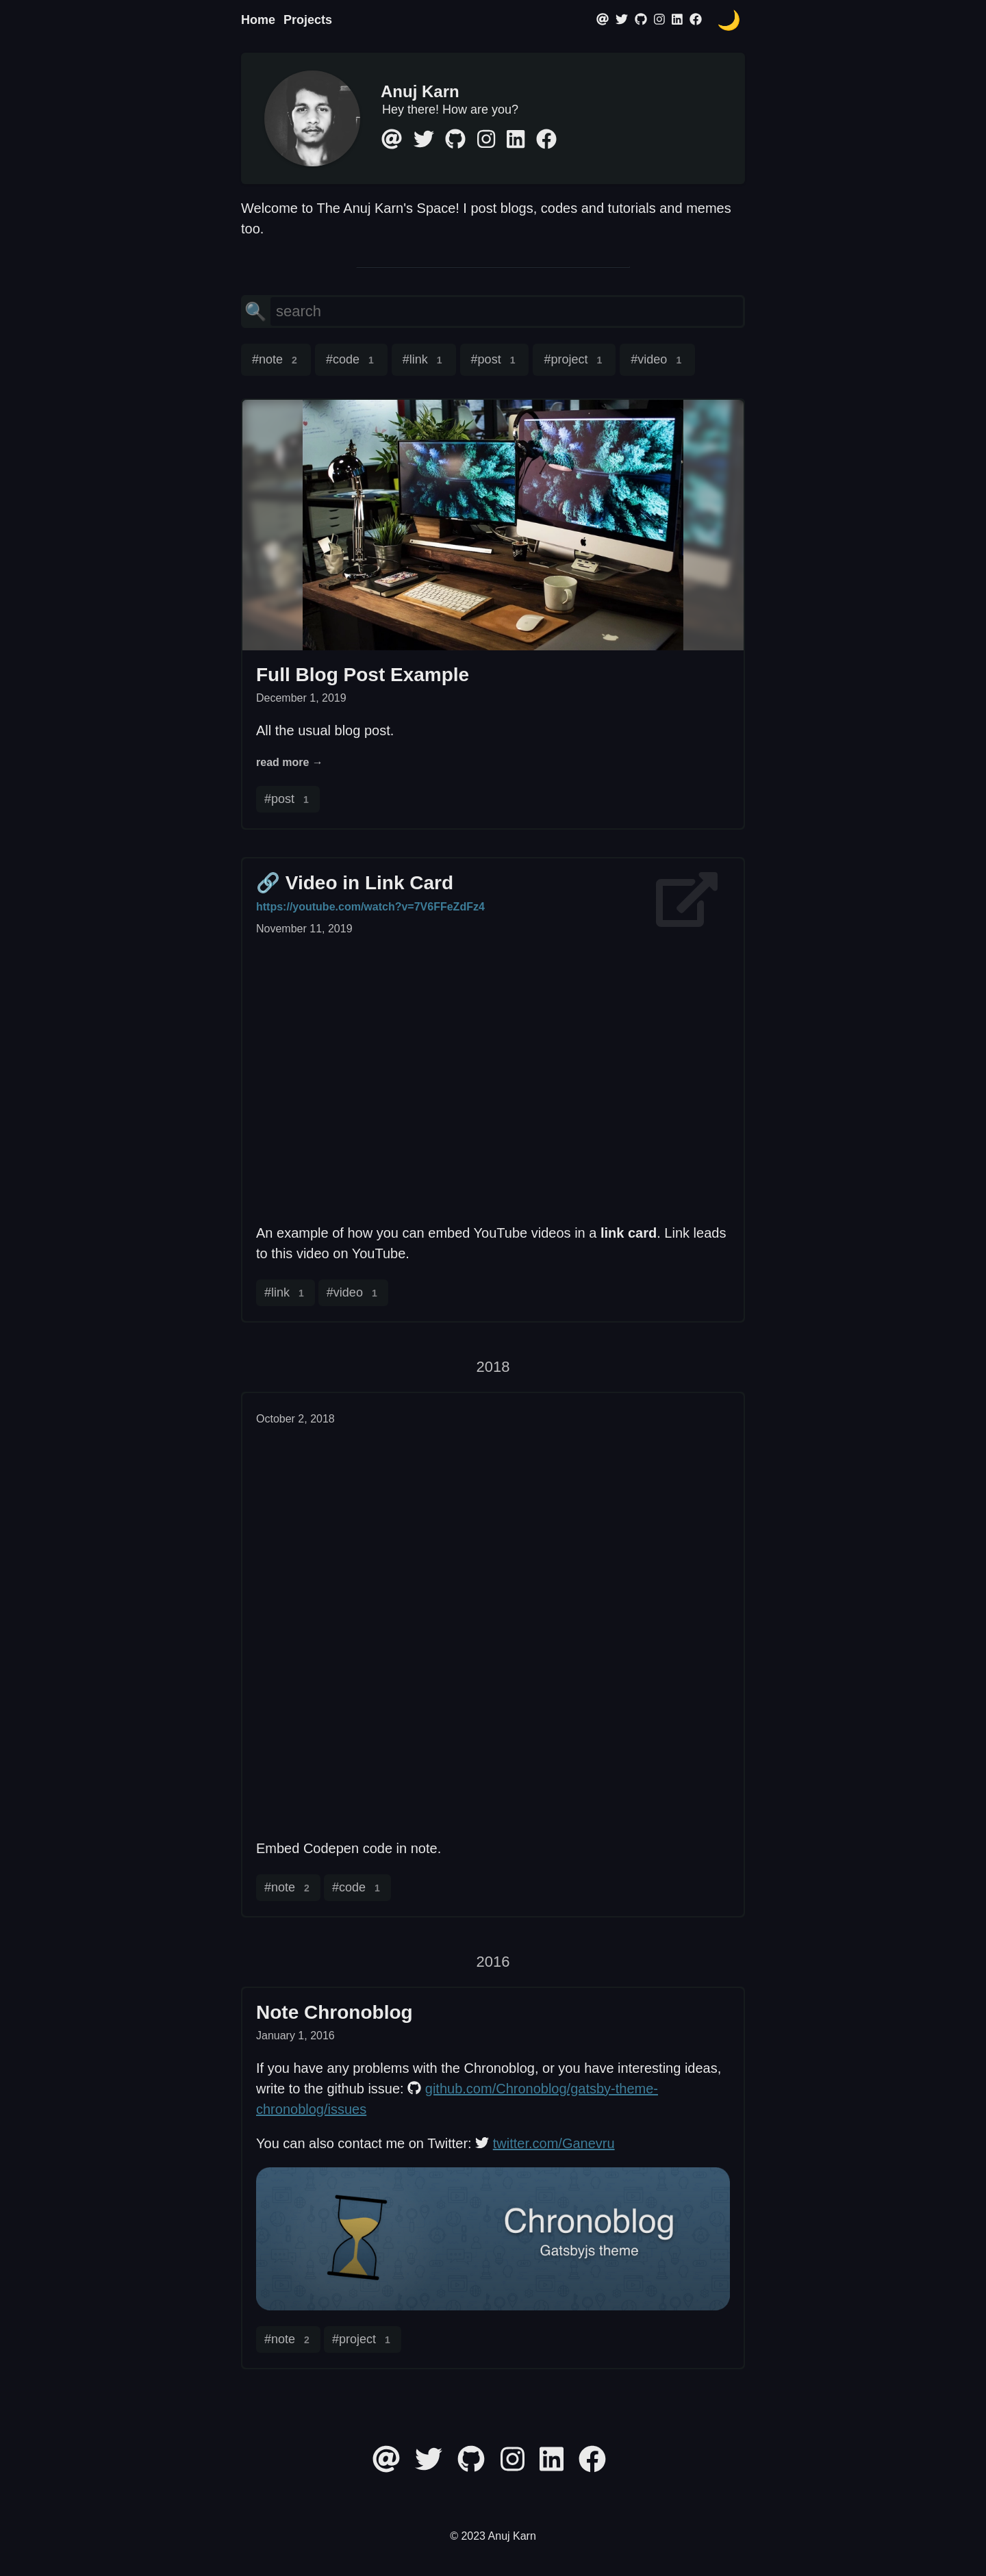 Home Projects
Anuj Karn
Hey there! How are you?
Welcome to The Anuj Karn's Space! I post blogs, codes and tutorials and memes
too.
search
#note 2 #code 1 #link 1 #post 1 #project 1 #video 1
Full Blog Post Example
December 1, 2019
All the usual blog post.
read more →
#post 1
🔗 Video in Link Card
https://youtube.com/watch?v=7V6FFeZdFz4
November 11, 2019
An example of how you can embed YouTube videos in a link card. Link leads
to this video on YouTube.
#link 1 #video 1
2018
October 2, 2018
Embed Codepen code in note.
#note 2 #code 1
2016
Note Chronoblog
January 1, 2016
If you have any problems with the Chronoblog, or you have interesting ideas,
write to the github issue: github.com/Chronoblog/gatsby-theme-
chronoblog/issues
You can also contact me on Twitter: twitter.com/Ganevru
Chronoblog
Gatsbyjs theme
#note 2 #project 1
© 2023 Anuj Karn